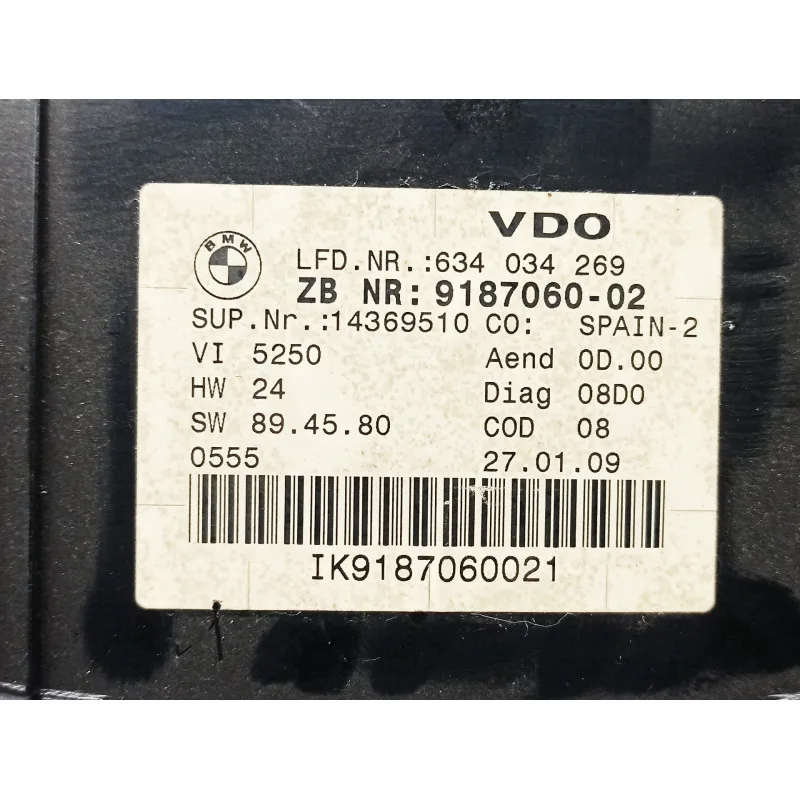 VDO
BMW
LFD.NR.:634 034 269
ZB NR: 9187060-02
SUP.Nr.:14369510 CO: SPAIN-2
VI 5250 Aend 0D.00
HW 24 Diag 08D0
SW 89.45.80 COD 08
0555 27.01.09
IK9187060021